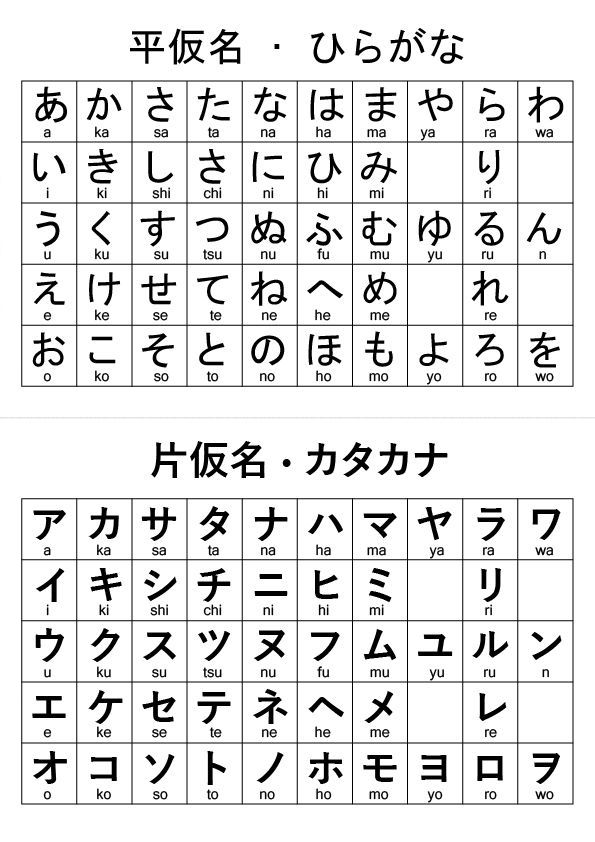 平仮名 · ひらがな
あ か さ た な は ま や ら わ
a ka sa ta na ha ma ya ra wa
い き し さ に ひ み り
i ki shi chi ni hi mi ri
う く す つ ぬ ふ む ゆ る ん
u ku su tsu nu fu mu yu ru n
え け せ て ね へ め れ
e ke se te ne he me re
お こ そ と の ほ も よ ろ を
o ko so to no ho mo yo ro wo
片仮名・カタカナ
ア カ サ タ ナ ハ マ ヤ ラ ワ
a ka sa ta na ha ma ya ra wa
イ キ シ チ ニ ヒ ミ リ
i ki shi chi ni hi mi ri
ウ ク ス ツ ヌ フ ム ユ ル ン
u ku su tsu nu fu mu yu ru n
エ ケ セ テ ネ ヘ メ レ
e ke se te ne he me re
オ コ ソ ト ノ ホ モ ヨ ロ ヲ
o ko so to no ho mo yo ro wo